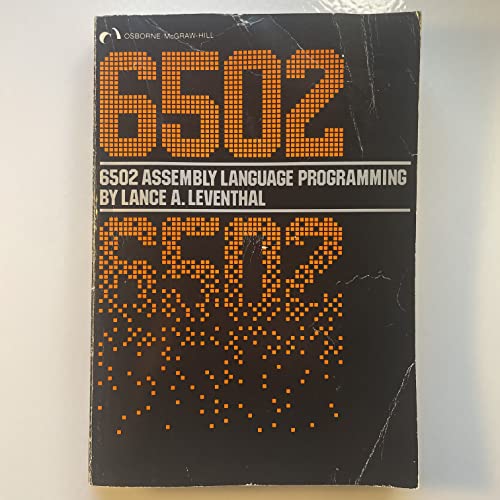 OSBORNE/McGRAW-HILL
6502
6502 ASSEMBLY LANGUAGE PROGRAMMING
BY LANCE A. LEVENTHAL
6502